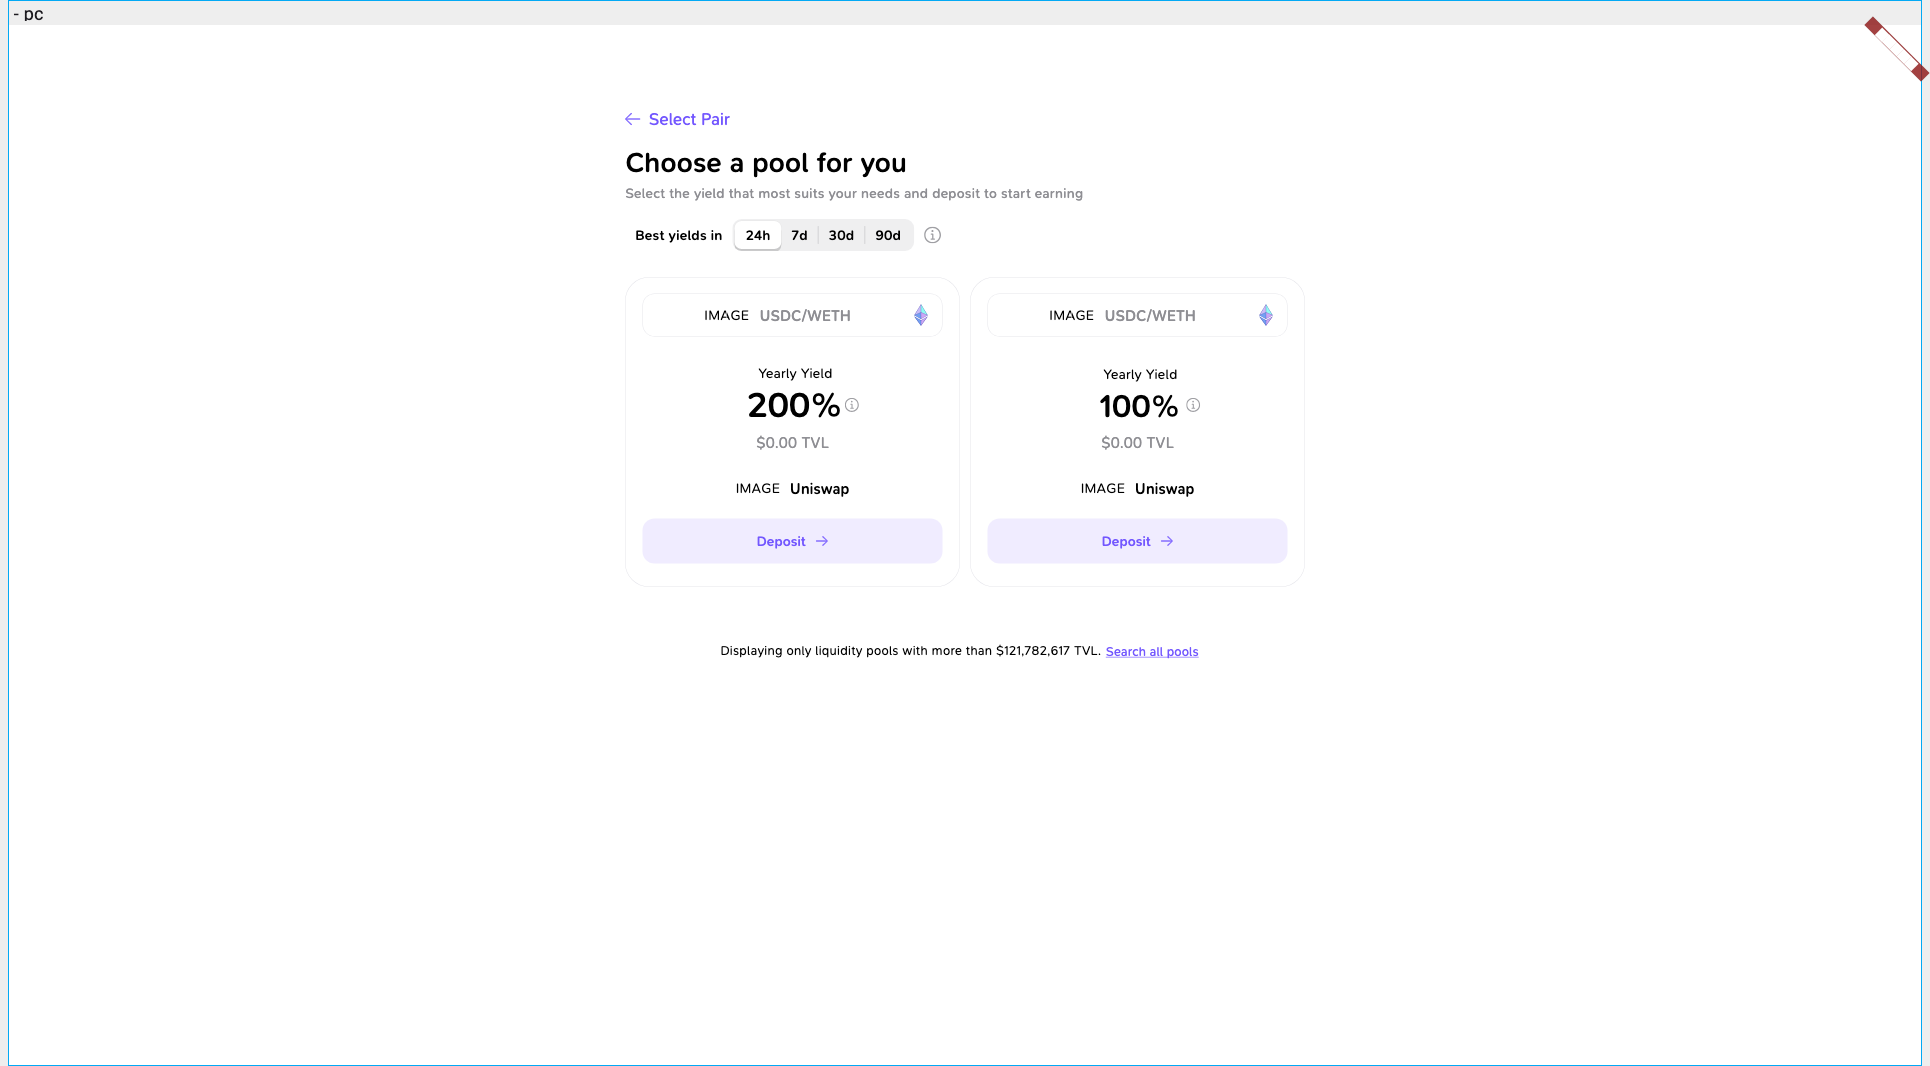 - pc
Select Pair
Choose a pool for you
Select the yield that most suits your needs and deposit to start earning
Best yields in 24h 7d 30d 90d
IMAGE USDC/WETH
Yearly Yield
200%
$0.00 TVL
IMAGE Uniswap
Deposit
IMAGE USDC/WETH
Yearly Yield
100%
$0.00 TVL
IMAGE Uniswap
Deposit
Displaying only liquidity pools with more than $121,782,617 TVL. Search all pools